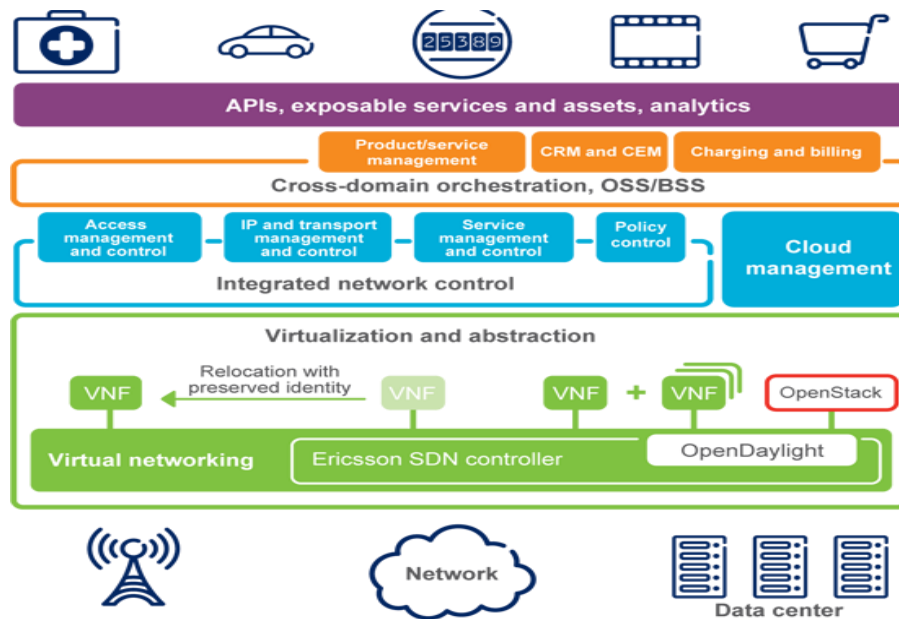 25389
APIs, exposable services and assets, analytics
Product/service
management
CRM and CEM
Charging and billing
Cross-domain orchestration, OSS/BSS
Access
management
and control
IP and transport
management
and control
Service
management
and control
Policy
control
Cloud
management
Integrated network control
Virtualization and abstraction
Relocation with
preserved identity
VNF
VNF
VNF
+
VNF
OpenStack
Virtual networking
Ericsson SDN controller
OpenDaylight
Network
Data center